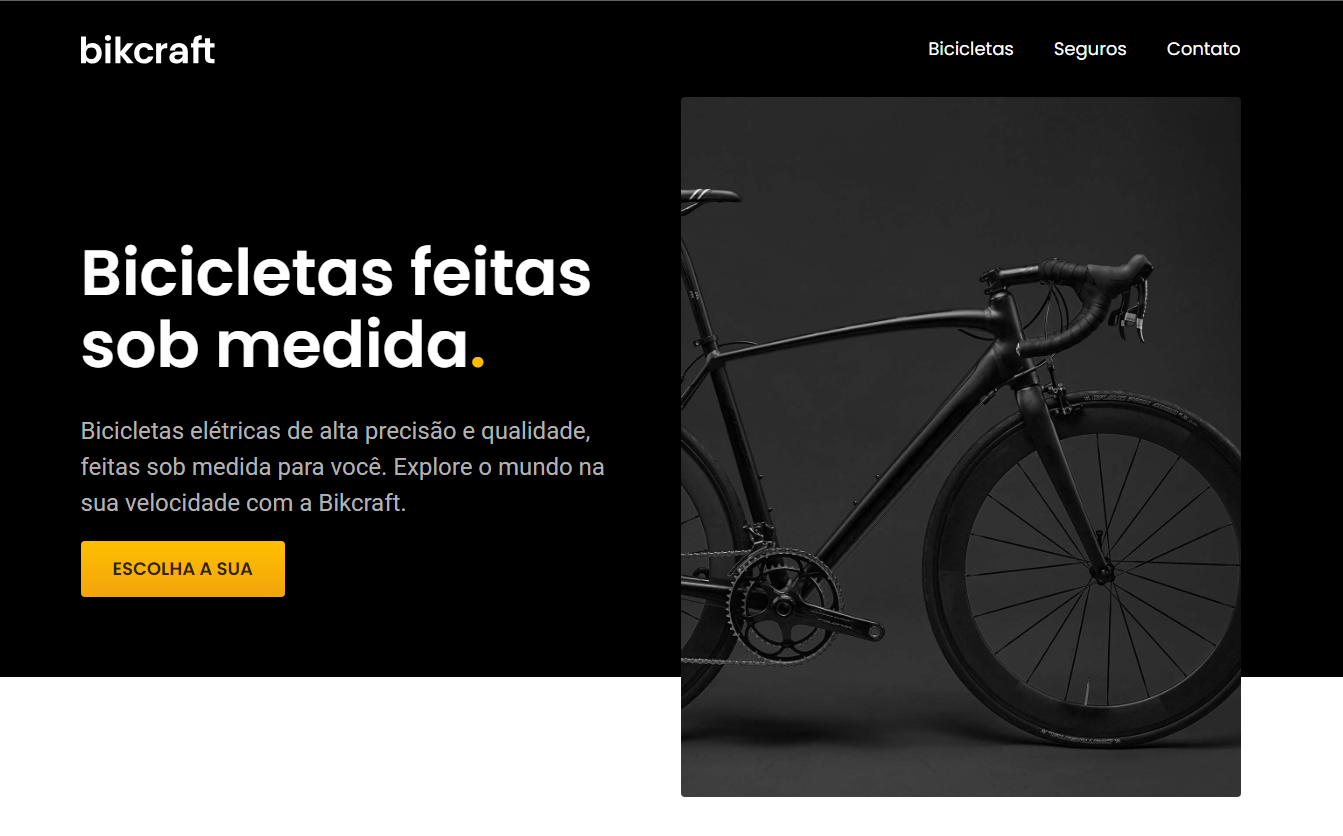 bikcraft
Bicicletas Seguros Contato
Bicicletas feitas
sob medida.
Bicicletas elétricas de alta precisão e qualidade,
feitas sob medida para você. Explore o mundo na
sua velocidade com a Bikcraft.
ESCOLHA A SUA